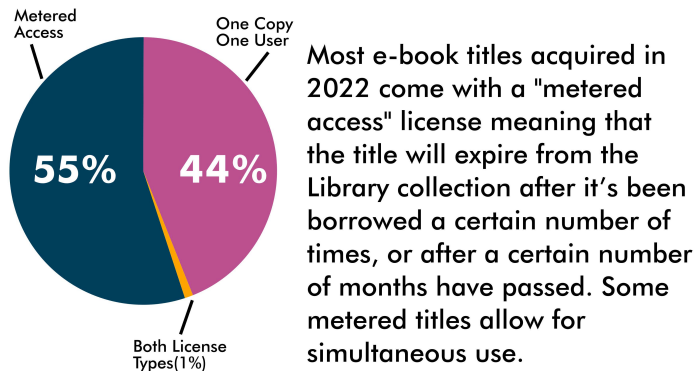 Metered
Access
One Copy
One User
55%
44%
Both License
Types(1%)
Most e-book titles acquired in
2022 come with a "metered
access" license meaning that
the title will expire from the
Library collection after it’s been
borrowed a certain number of
times, or after a certain number
of months have passed. Some
metered titles allow for
simultaneous use.